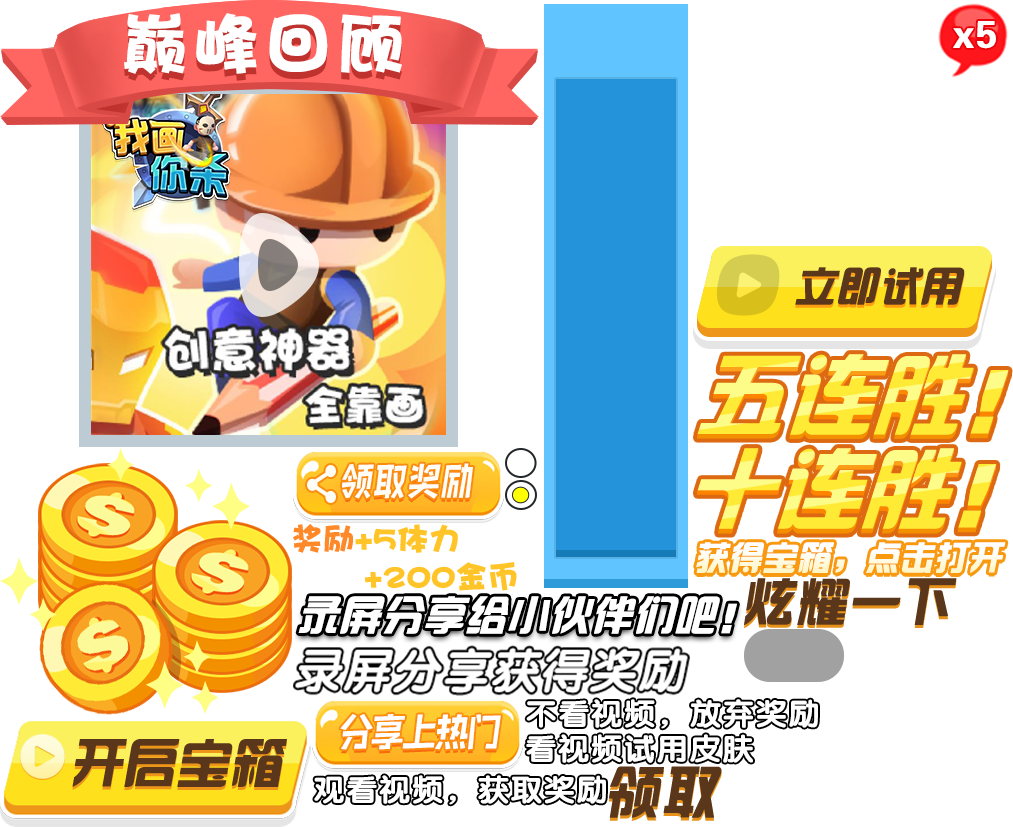 巅峰回顾
x5
我画
你杀
创意神器
全靠画
立即试用
五连胜!
十连胜!
获得宝箱，点击打开
炫耀一下
领取奖励
奖励+5体力
+200金币
录屏分享给小伙伴们吧!
录屏分享获得奖励
分享上热门
不看视频，放弃奖励
看视频试用皮肤
开启宝箱
观看视频，获取奖励
领取